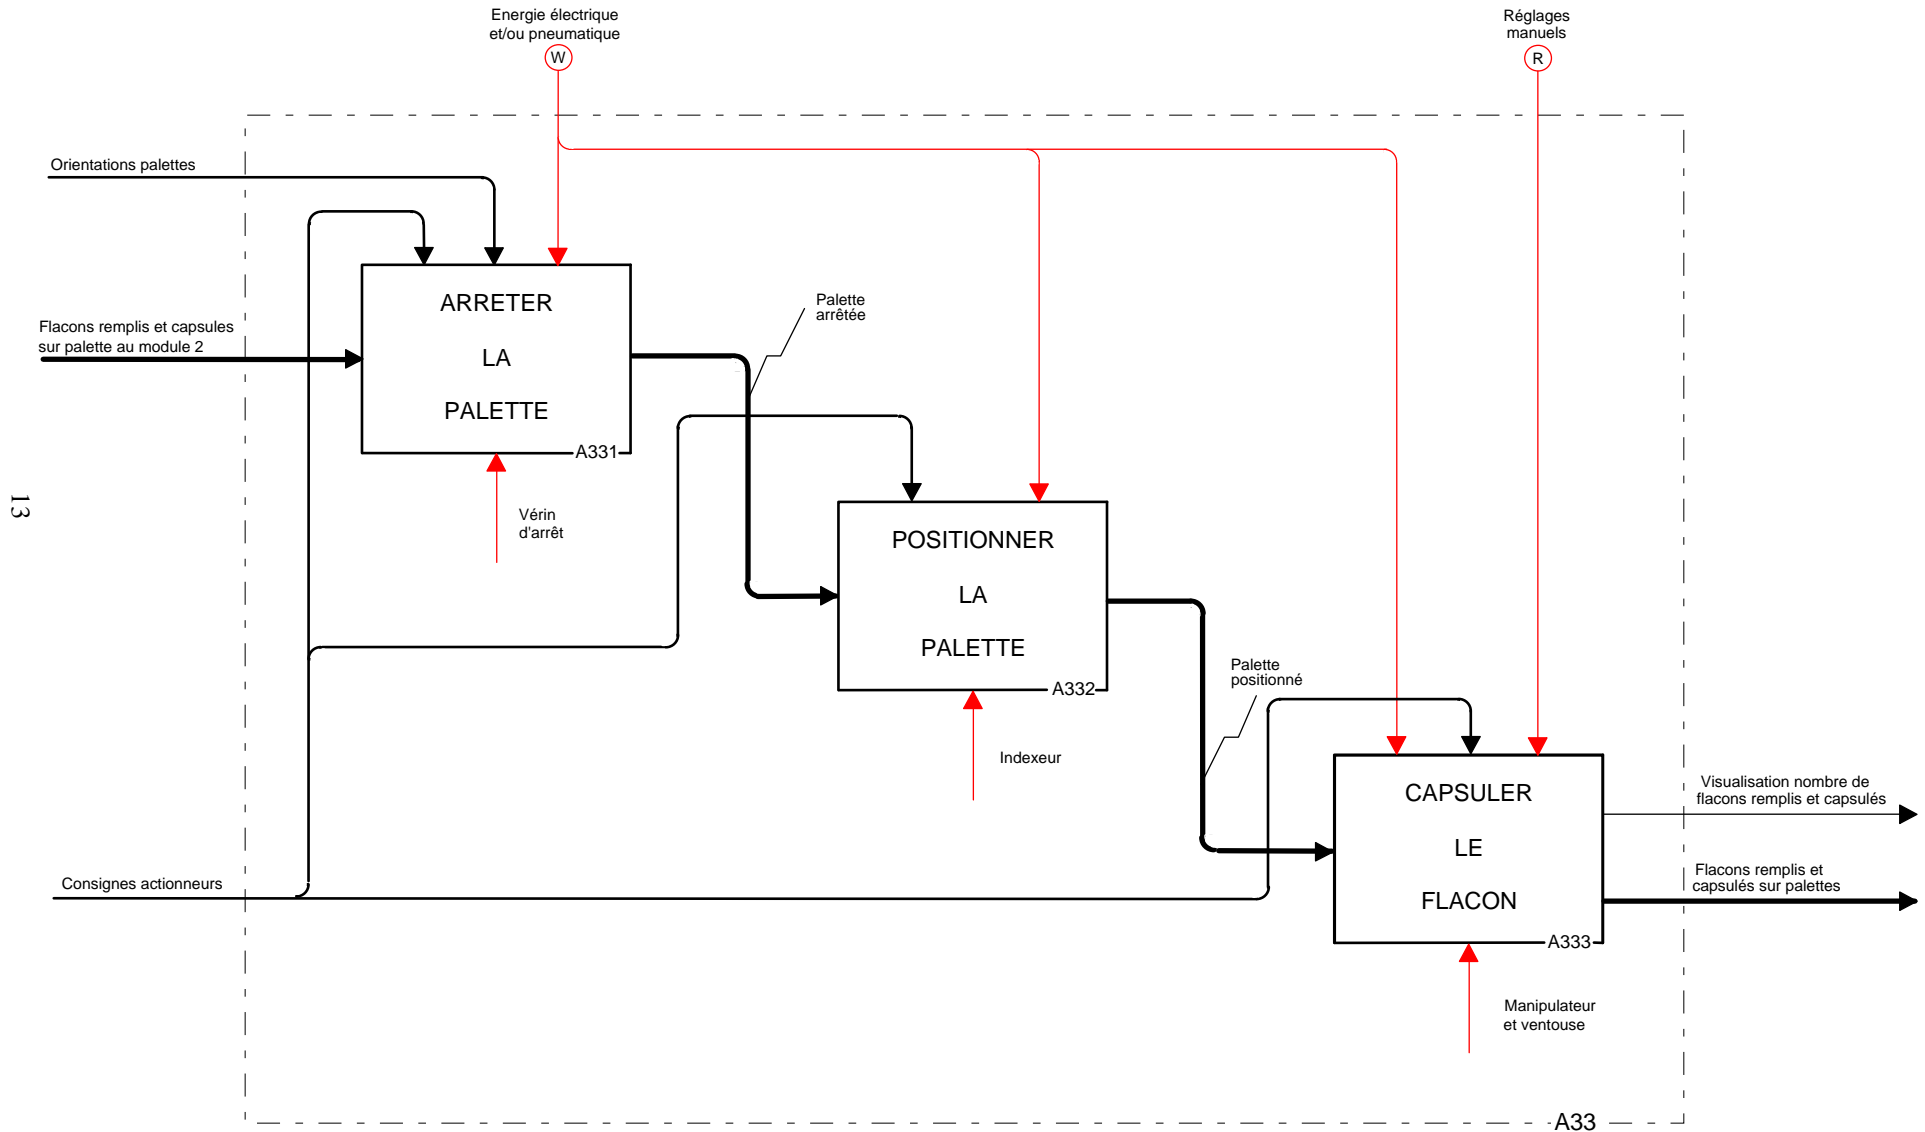 Energie électrique
et/ou pneumatique
W
Réglages
manuels
R
Orientations palettes
Flacons remplis et capsules
sur palette au module 2
ARRETER
LA
PALETTE
A331
Palette
arrêtée
Vérin
d'arrêt
13
POSITIONNER
LA
PALETTE
A332
Palette
positionné
Indexeur
CAPSULER
LE
FLACON
A333
Visualisation nombre de
flacons remplis et capsulés
Flacons remplis et
capsulés sur palettes
Consignes actionneurs
Manipulateur
et ventouse
A33